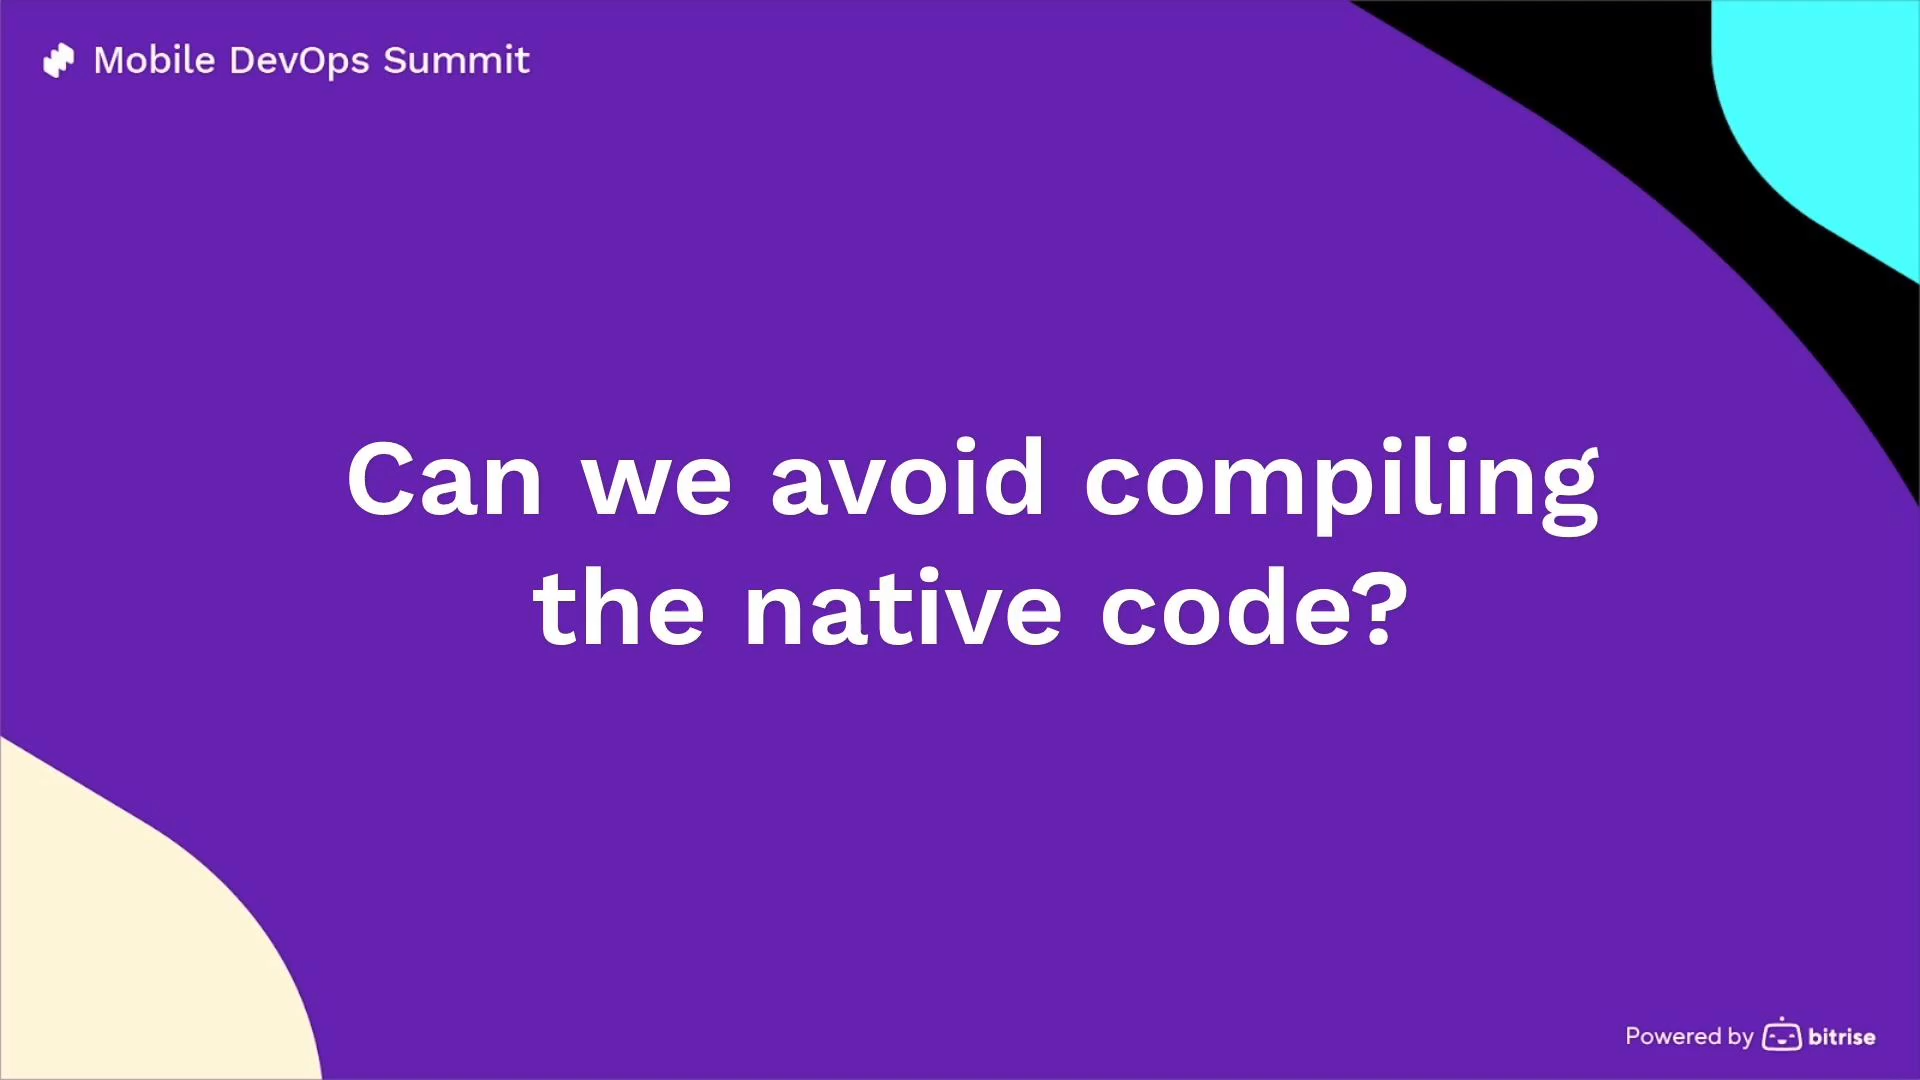 Mobile DevOps Summit
Can we avoid compiling
the native code?
Powered by bitrise